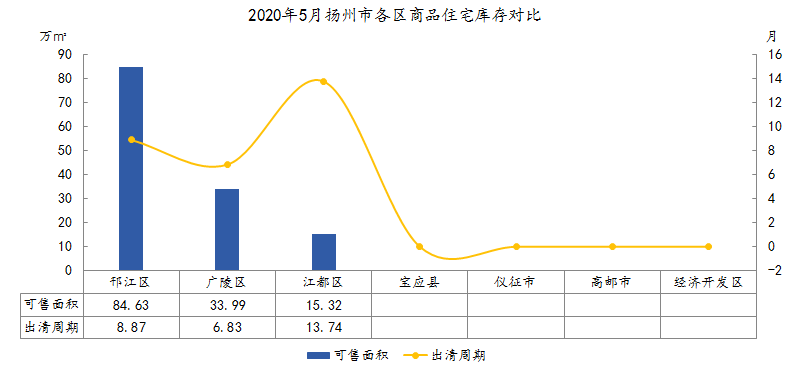 2020年5月扬州市各区商品住宅库存对比
万㎡ 月
90 16
80 14
70 12
60 10
50 8
40 6
30 4
20 2
10 0
0 -2
邗江区 广陵区 江都区 宝应县 仪征市 高邮市 经济开发区
可售面积 84.63 33.99 15.32
出清周期 8.87 6.83 13.74
可售面积 出清周期